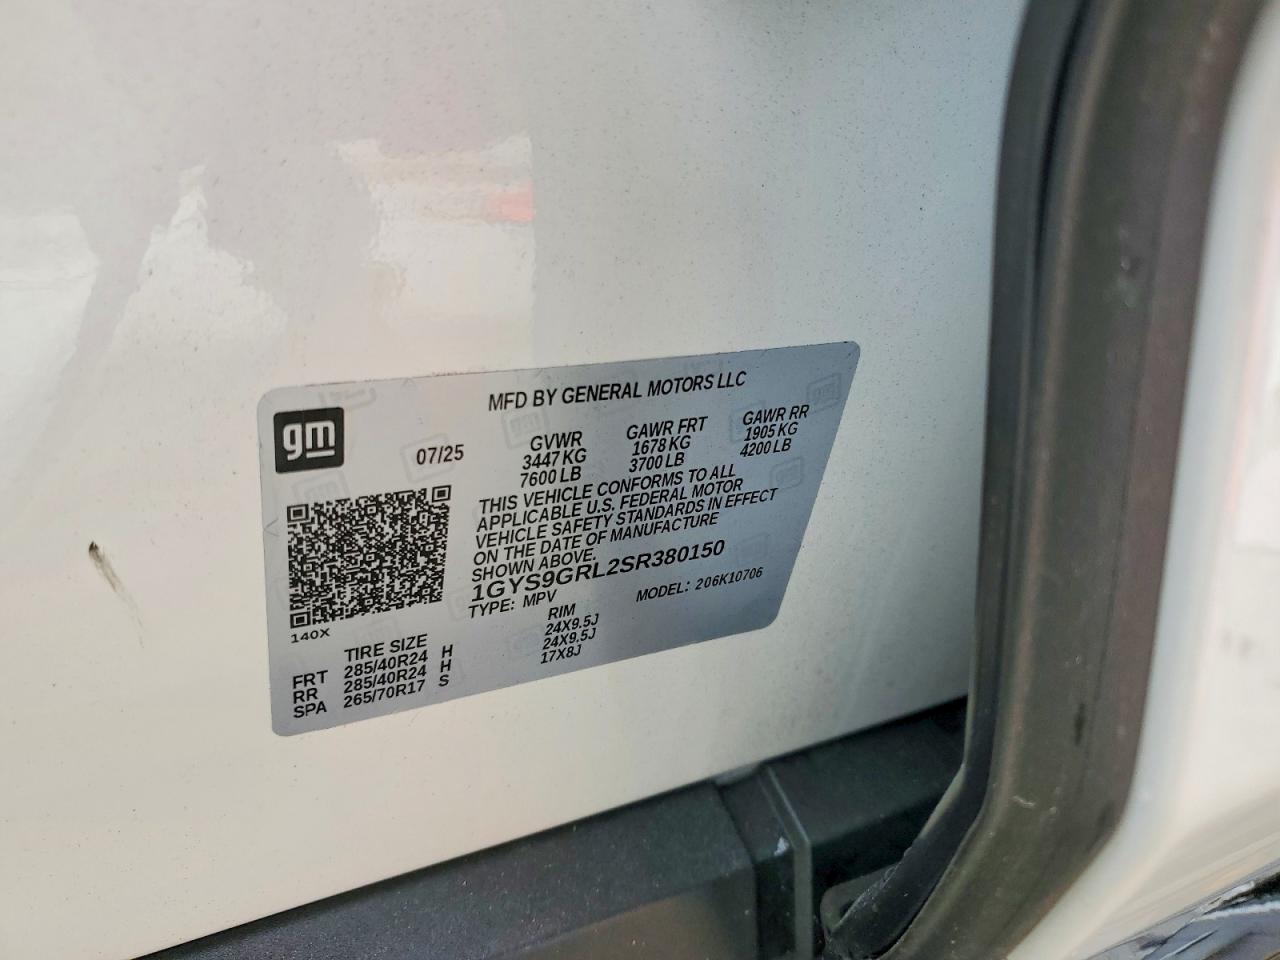 MFD BY GENERAL MOTORS LLC
gm
07/25
GVWR GAWR FRT GAWR RR
3447 KG 1678 KG 1905 KG
7600 LB 3700 LB 4200 LB
THIS VEHICLE CONFORMS TO ALL
APPLICABLE U.S. FEDERAL MOTOR
VEHICLE SAFETY STANDARDS IN EFFECT
ON THE DATE OF MANUFACTURE
SHOWN ABOVE.
1GYS9GRL2SR380150
TYPE: MPV MODEL: 206K10706
140X
TIRE SIZE RIM
FRT 285/40R24 H 24X9.5J
RR 285/40R24 H 24X9.5J
SPA 265/70R17 S 17X8J